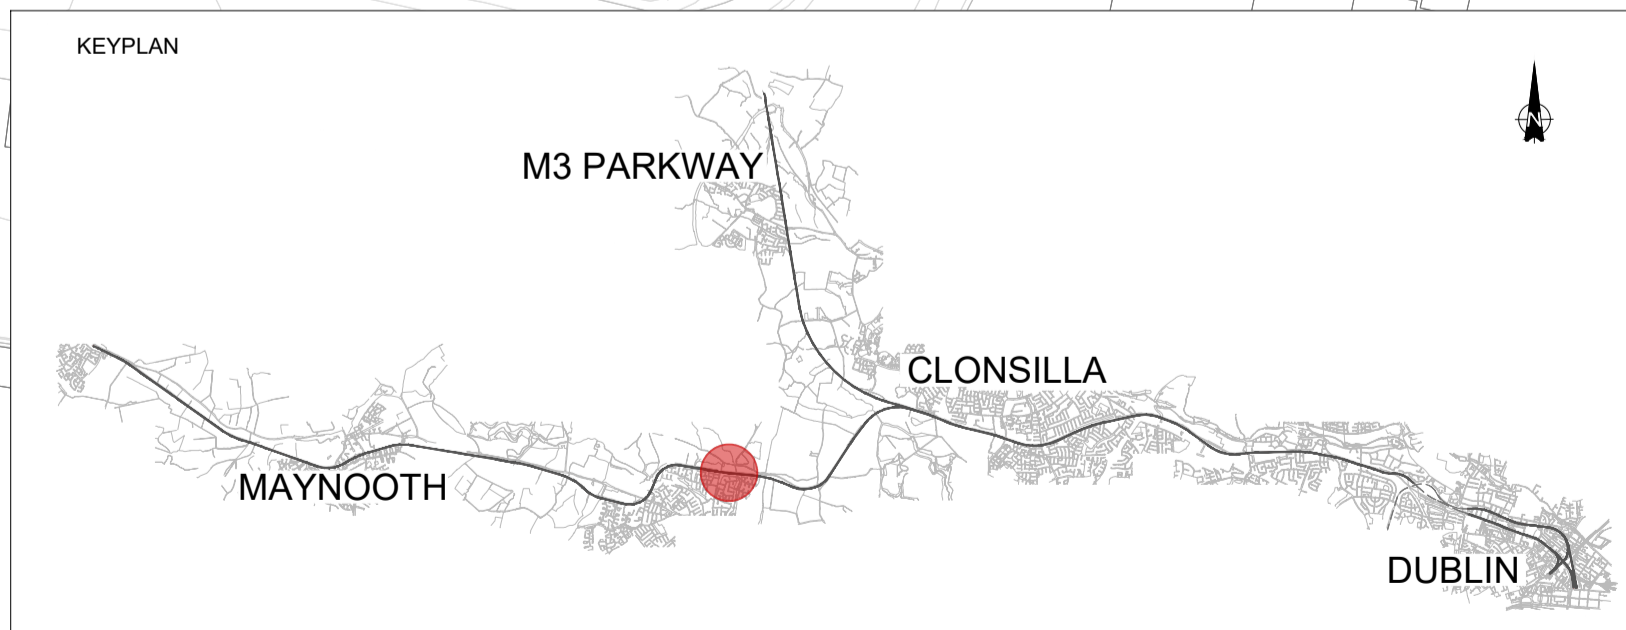 KEYPLAN
N
M3 PARKWAY
CLONSILLA
MAYNOOTH
DUBLIN